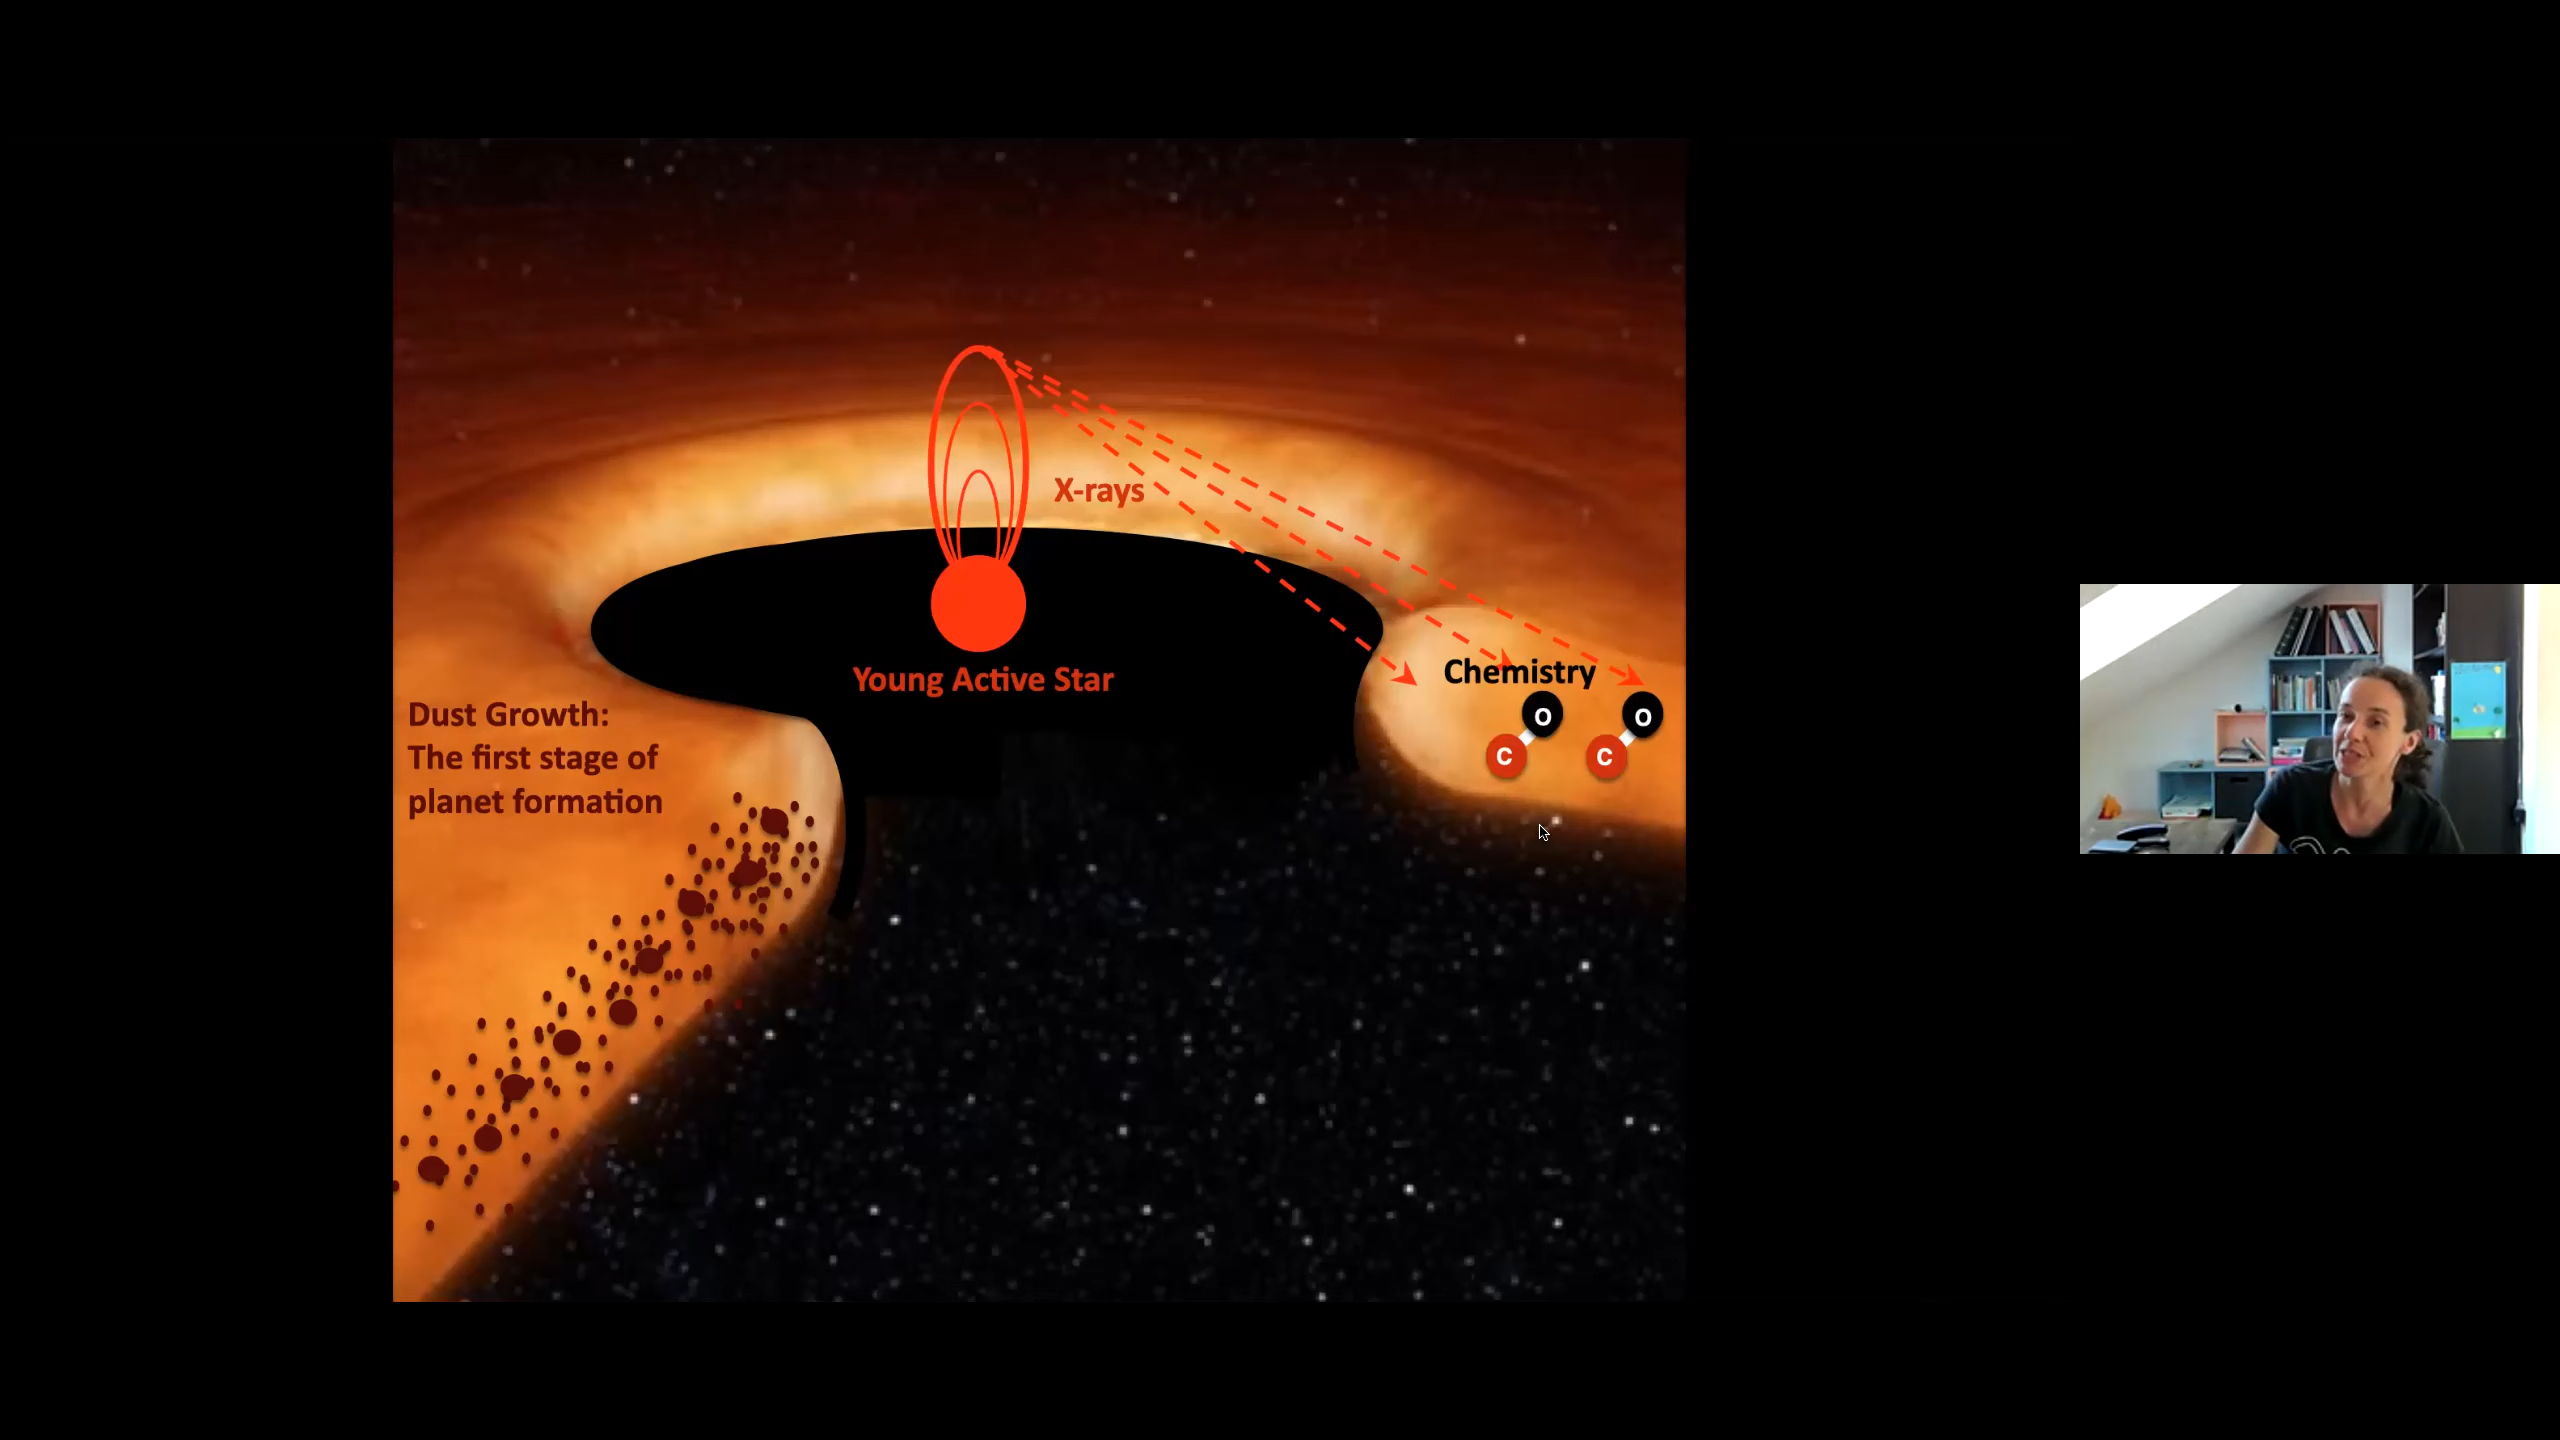 X-rays
Young Active Star
Chemistry
O
O
C
C
Dust Growth:
The first stage of
planet formation